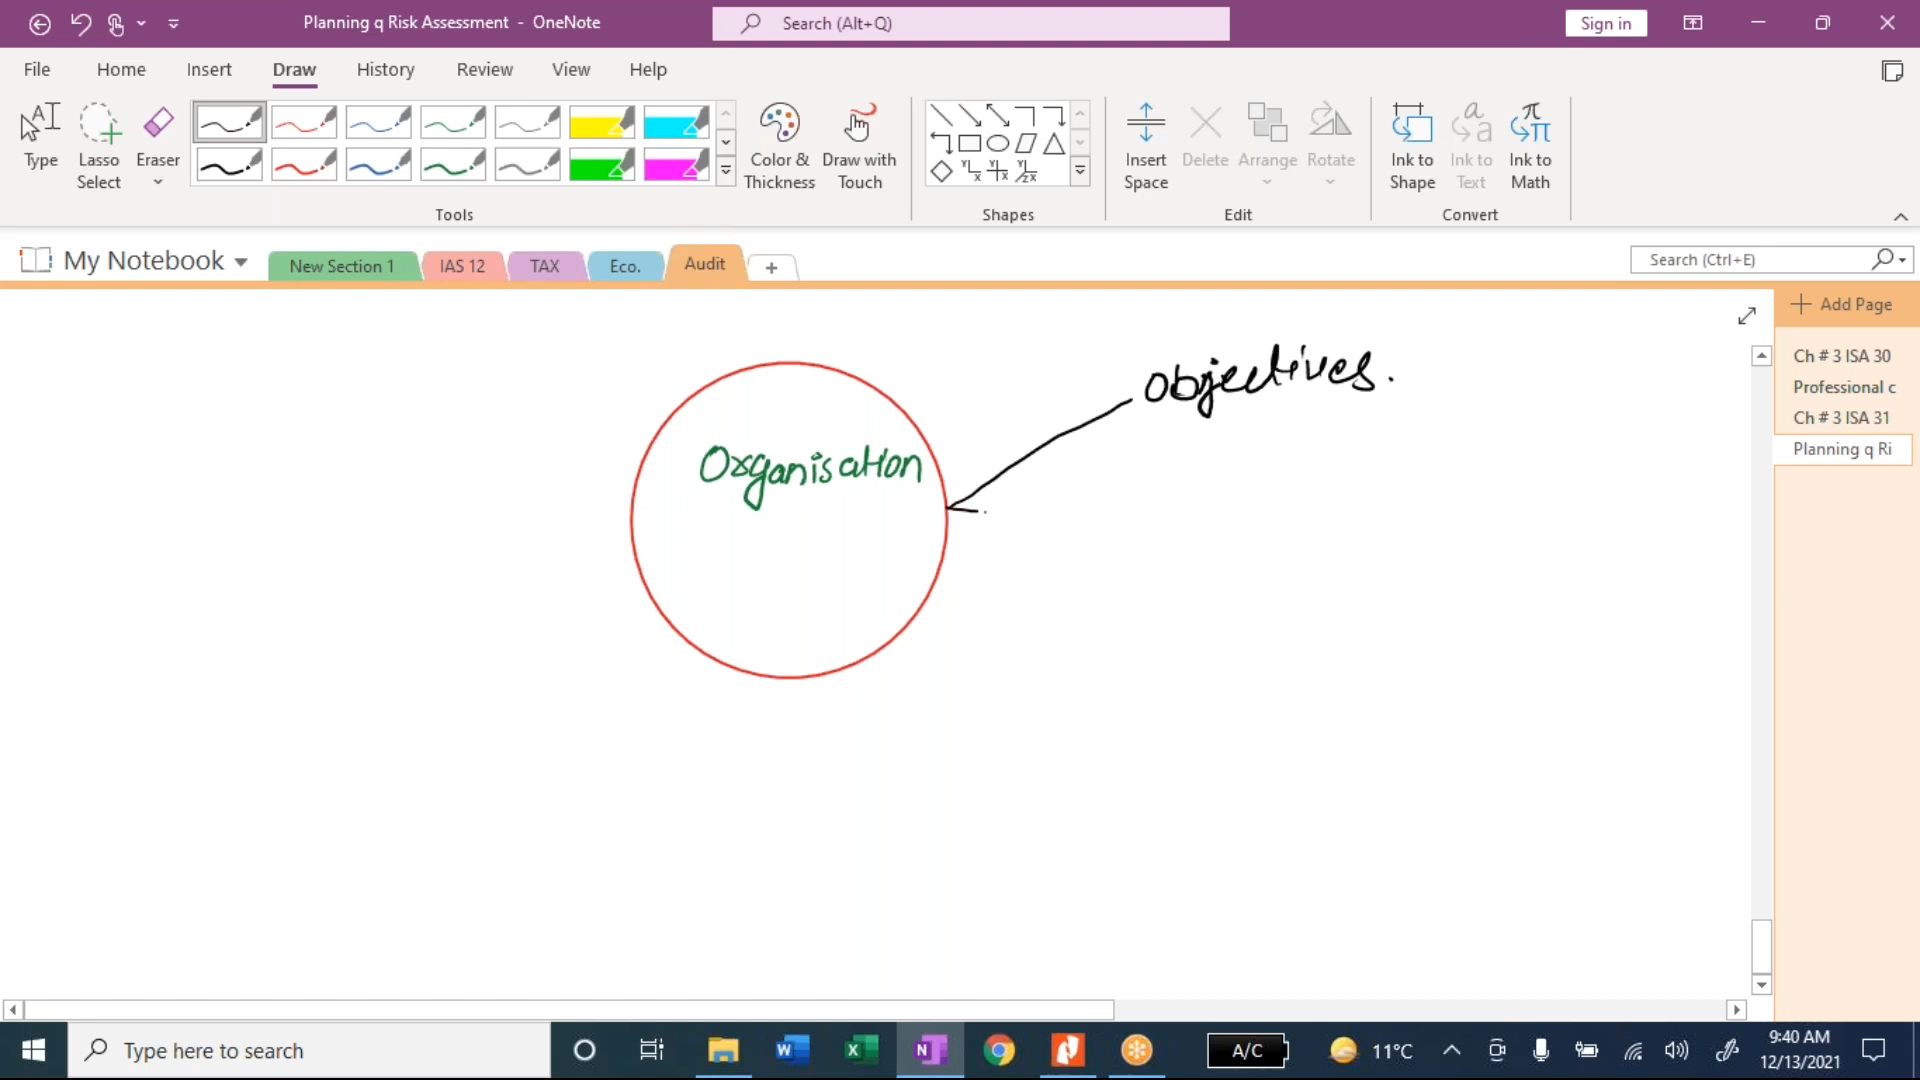 Planning q Risk Assessment - OneNote
Search (Alt+Q)
Sign in
File Home Insert Draw History Review View Help
Type
Lasso Select
Eraser
Color & Thickness
Draw with Touch
Insert Space
Delete
Arrange
Rotate
Ink to Shape
Ink to Text
Ink to Math
Tools
Shapes
Edit
Convert
My Notebook
New Section 1
IAS 12
TAX
Eco.
Audit
Search (Ctrl+E)
Add Page
Ch # 3 ISA 30
Professional c
Ch # 3 ISA 31
Planning q Ri
Objectives.
Organisation
Type here to search
A/C
11°C
9:40 AM
12/13/2021